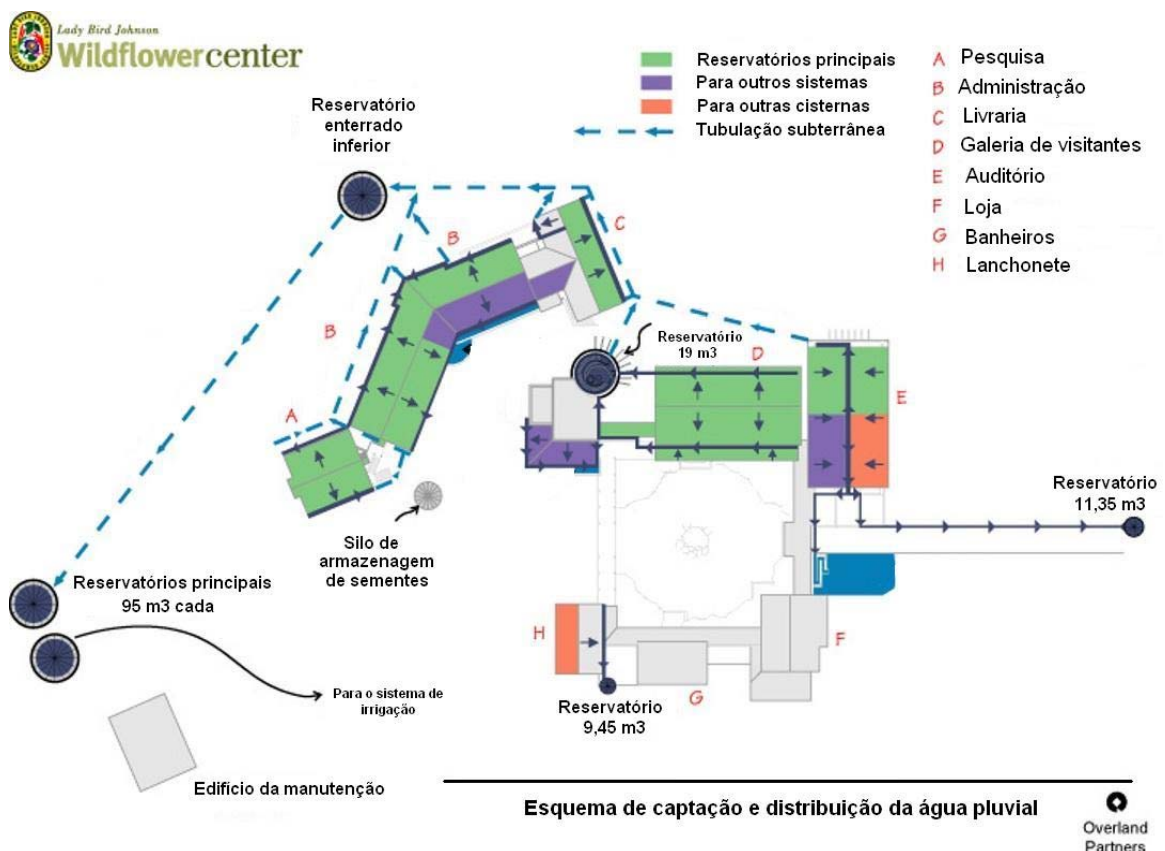 Lady Bird Johnson
Wildflower center
Reservatórios principais
Para outros sistemas
Para outras cisternas
Tubulação subterrânea
A Pesquisa
B Administração
C Livraria
D Galeria de visitantes
E Auditório
F Loja
G Banheiros
H Lanchonete
Reservatório
enterrado
inferior
B
C
B
Reservatório
19 m3
D
E
A
Reservatório
11,35 m3
Silo de
armazenagem
de sementes
Reservatórios principais
95 m3 cada
H
F
G
Para o sistema de
irrigação
Reservatório
9,45 m3
Edifício da manutenção
Esquema de captação e distribuição da água pluvial
Overland
Partners